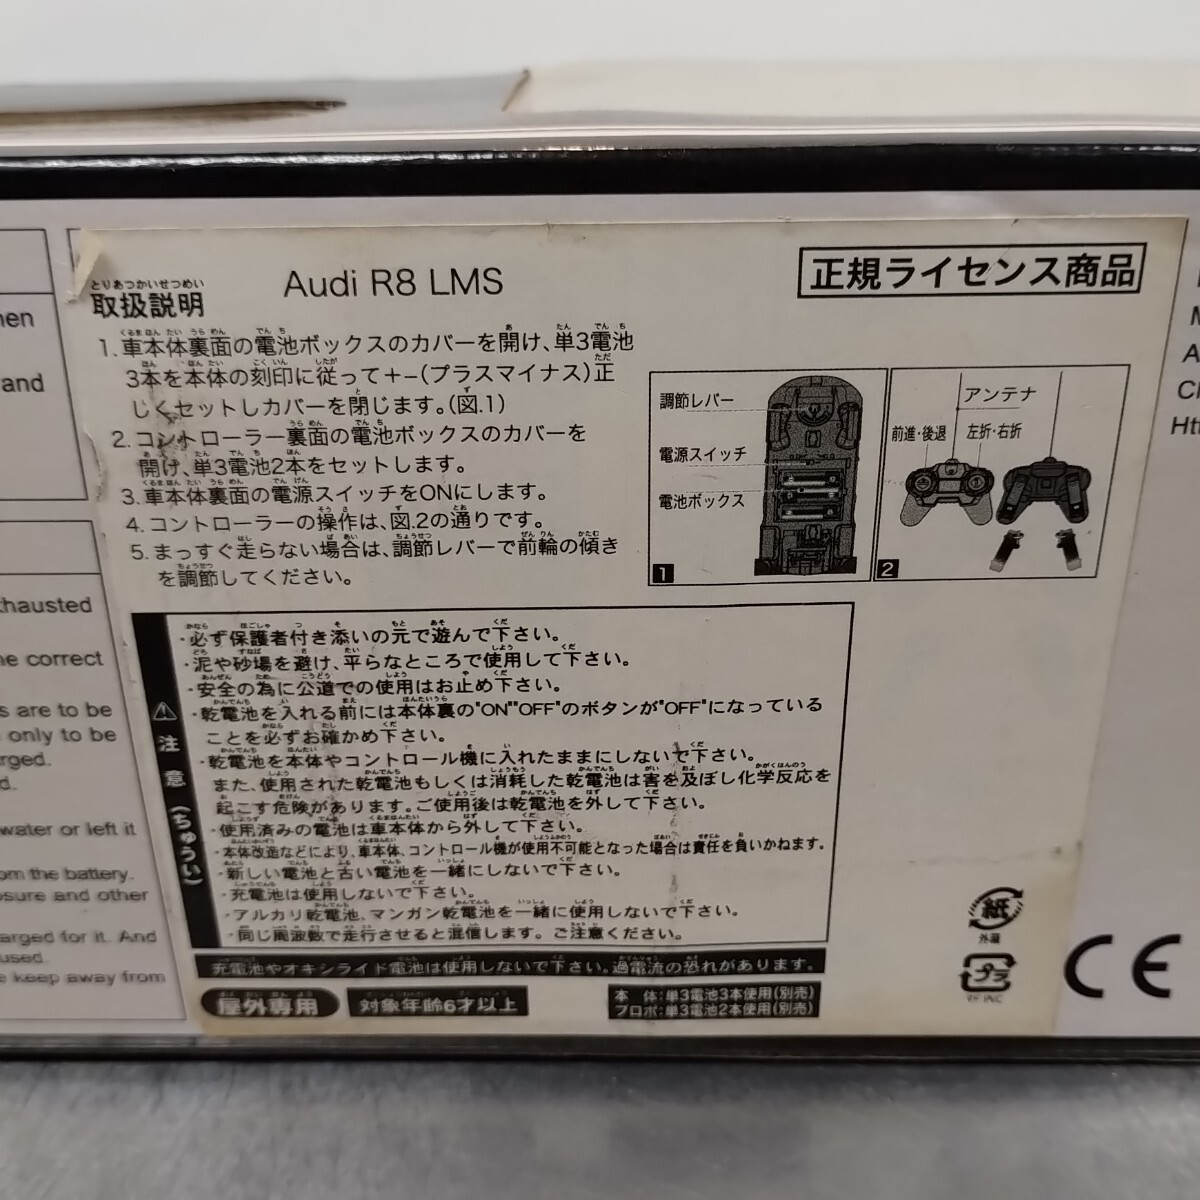 とりあつかいせつめい
取扱説明
Audi R8 LMS
正規ライセンス商品
1. 車本体裏面の電池ボックスのカバーを開け、単3電池
3本を本体の刻印に従って+-(プラスマイナス)正
じくセットしカバーを閉じます。(図.1)
2. コントローラー裏面の電池ボックスのカバーを
開け、単3電池2本をセットします。
3. 車本体裏面の電源スイッチをONにします。
4. コントローラーの操作は、図.2の通りです。
5. まっすぐ走らない場合は、調節レバーで前輪の傾き
を調節してください。
調節レバー
電源スイッチ
電池ボックス
1
アンテナ
前進・後退
左折・右折
2
⚠注意(ちゅうい)
・必ず保護者付き添いの元で遊んで下さい。
・泥や砂場を避け、平らなところで使用して下さい。
・安全の為に公道での使用はお止め下さい。
・乾電池を入れる前には本体裏の"ON""OFF"のボタンが"OFF"になっている
ことを必ずお確かめ下さい。
・乾電池を本体やコントロール機に入れたままにしないで下さい。
また、使用された乾電池もしくは消耗した乾電池は害を及ぼし化学反応を
起こす危険があります。ご使用後は乾電池を外して下さい。
・使用済みの電池は車本体から外して下さい。
・本体改造などにより、車本体、コントロール機が使用不可能となった場合は責任を負いかねます。
・新しい電池と古い電池を一緒にしないで下さい。
・充電池は使用しないで下さい。
・アルカリ乾電池、マンガン乾電池を一緒に使用しないで下さい。
・同じ周波数で走行させると混信します。ご注意ください。
充電池やオキシライド電池は使用しないで下さい。過電流の恐れがあります。
屋外専用
対象年齢6才以上
本 体:単3電池3本使用(別売)
プロポ:単3電池2本使用(別売)
紙
外函
プラ
CE
and
xhausted
e correct
s are to be
only to be
rged.
d.
water or left it
om the battery.
osure and other
arged for it. And
used.
e keep away from